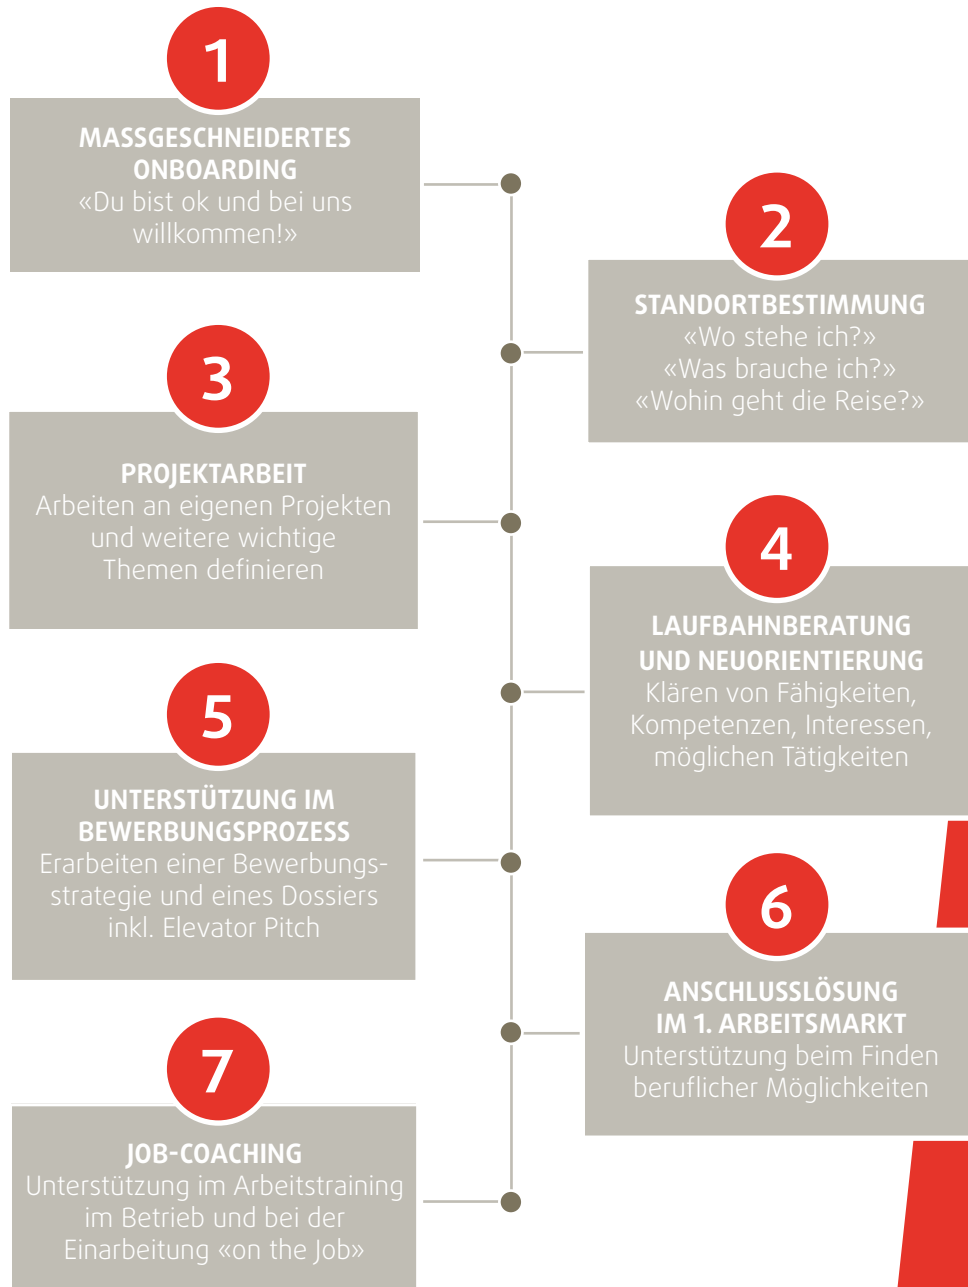 1
MASSGESCHNEIDERTES
ONBOARDING
«Du bist ok und bei uns
willkommen!»
2
STANDORTBESTIMMUNG
«Wo stehe ich?»
«Was brauche ich?»
«Wohin geht die Reise?»
3
PROJEKTARBEIT
Arbeiten an eigenen Projekten
und weitere wichtige
Themen definieren
4
LAUFBAHNBERATUNG
UND NEUORIENTIERUNG
Klären von Fähigkeiten,
Kompetenzen, Interessen,
möglichen Tätigkeiten
5
UNTERSTÜTZUNG IM
BEWERBUNGSPROZESS
Erarbeiten einer Bewerbungs-
strategie und eines Dossiers
inkl. Elevator Pitch
6
ANSCHLUSSLÖSUNG
IM 1. ARBEITSMARKT
Unterstützung beim Finden
beruflicher Möglichkeiten
7
JOB-COACHING
Unterstützung im Arbeitstraining
im Betrieb und bei der
Einarbeitung «on the Job»